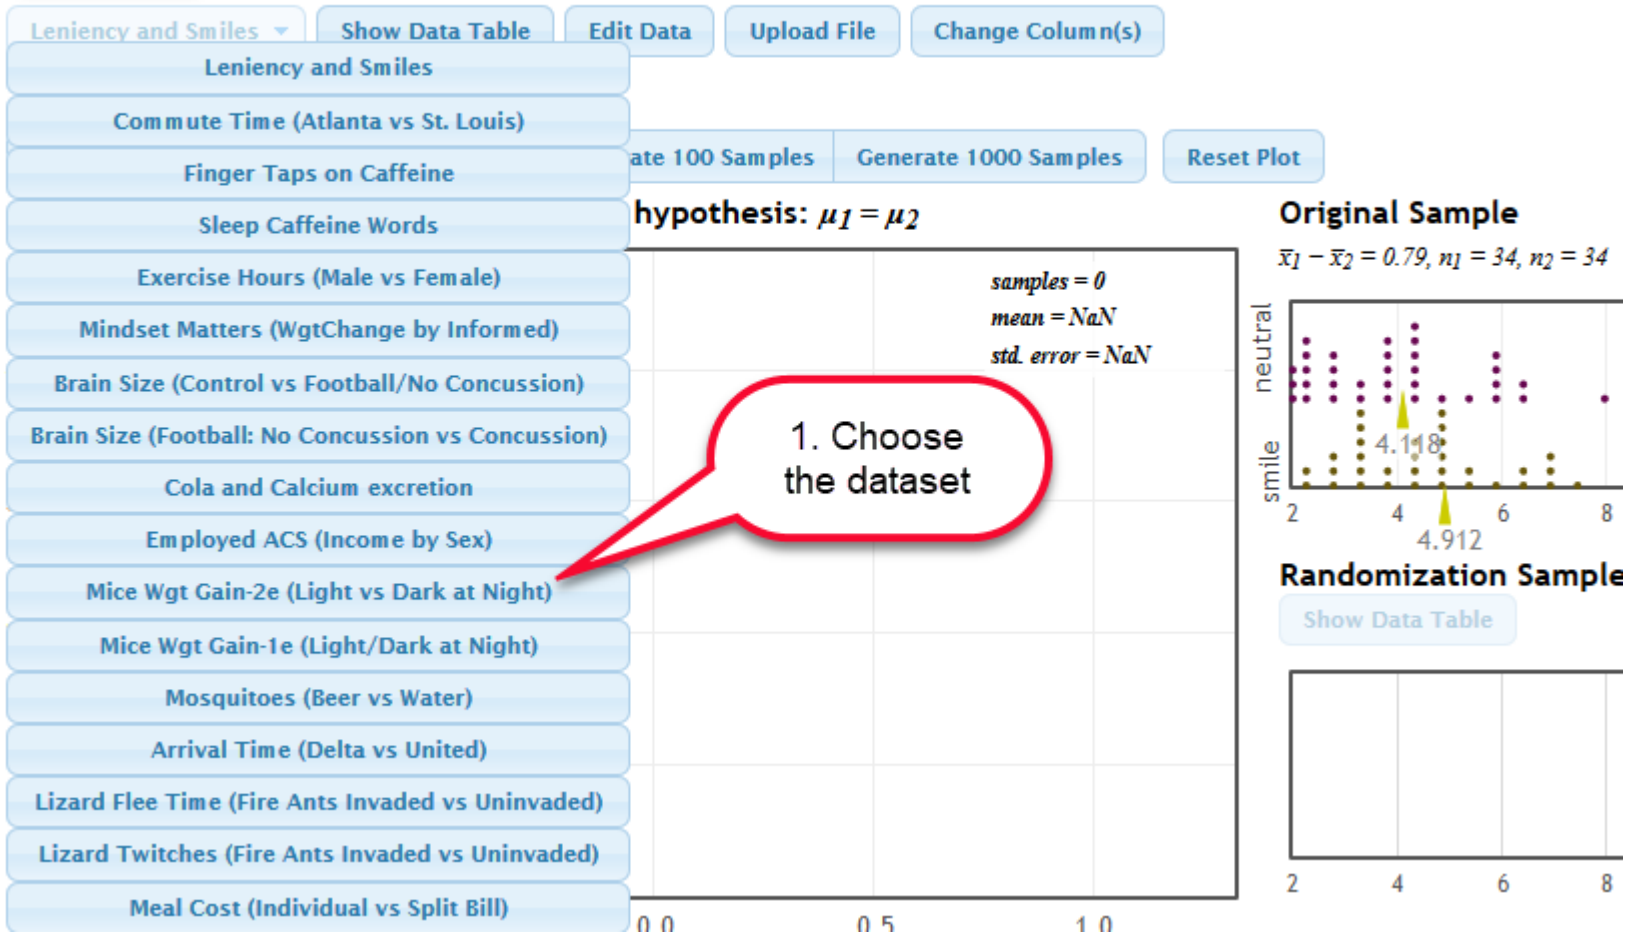 Leniency and Smiles
Show Data Table
Edit Data
Upload File
Change Column(s)
Leniency and Smiles
Commute Time (Atlanta vs St. Louis)
Finger Taps on Caffeine
Sleep Caffeine Words
Exercise Hours (Male vs Female)
Mindset Matters (WgtChange by Informed)
Brain Size (Control vs Football/No Concussion)
Brain Size (Football: No Concussion vs Concussion)
Cola and Calcium excretion
Employed ACS (Income by Sex)
Mice Wgt Gain-2e (Light vs Dark at Night)
Mice Wgt Gain-1e (Light/Dark at Night)
Mosquitoes (Beer vs Water)
Arrival Time (Delta vs United)
Lizard Flee Time (Fire Ants Invaded vs Uninvaded)
Lizard Twitches (Fire Ants Invaded vs Uninvaded)
Meal Cost (Individual vs Split Bill)
ate 100 Samples
Generate 1000 Samples
Reset Plot
hypothesis: μ1 = μ2
samples = 0
mean = NaN
std. error = NaN
1. Choose
the dataset
0.0 0.5 1.0
Original Sample
x̅1 − x̅2 = 0.79, n1 = 34, n2 = 34
neutral
4.118
smile
2 4 6 8
4.912
Randomization Sample
Show Data Table
2 4 6 8